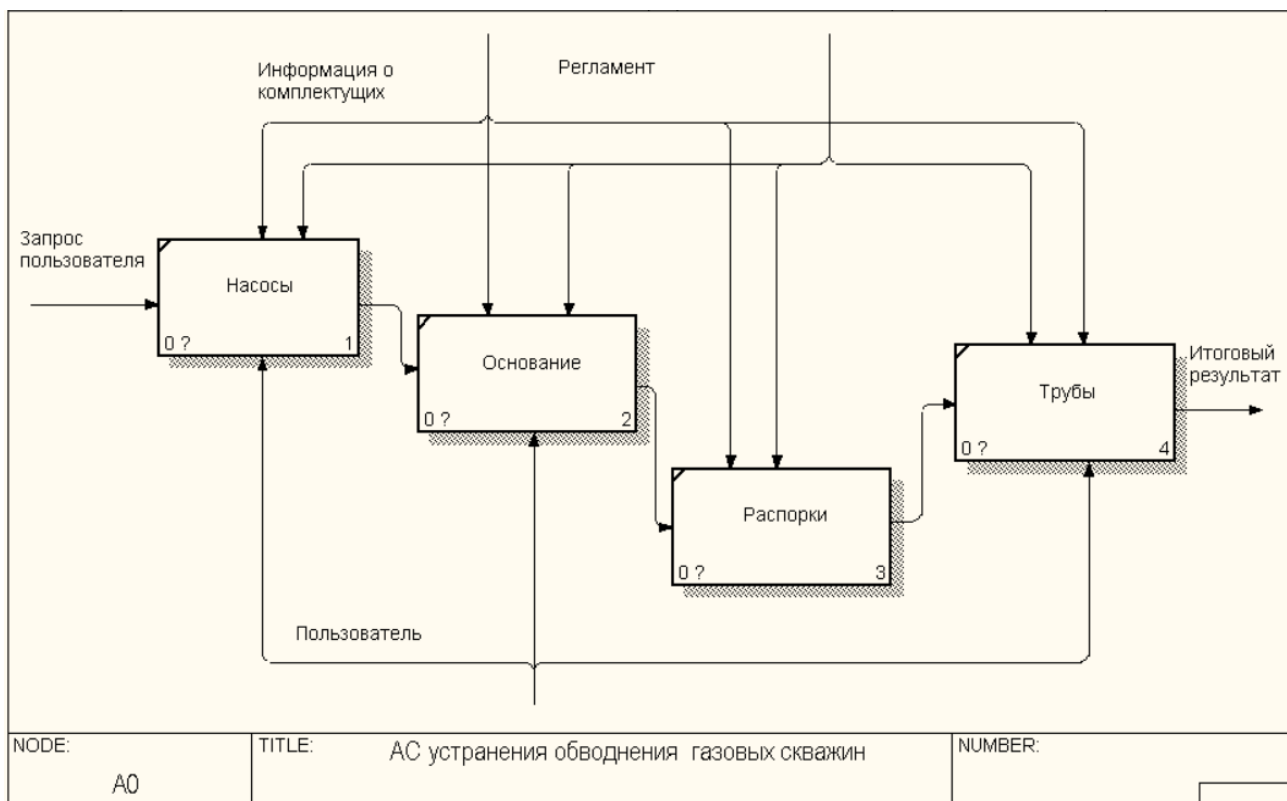 Информация о
комплектущих
Регламент
Запрос
пользователя
Насосы
0 ?
1
Основание
0 ?
2
Распорки
0 ?
3
Трубы
0 ?
4
Итоговый
результат
Пользователь
NODE:
A0
TITLE:
АС устранения обводнения газовых скважин
NUMBER: